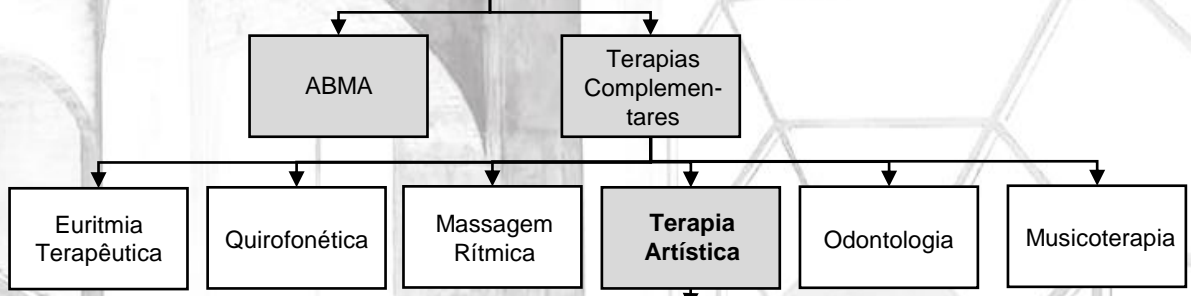 ABMA
Terapias
Complemen-
tares
Euritmia
Terapêutica
Quirofonética
Massagem
Rítmica
Terapia
Artística
Odontologia
Musicoterapia